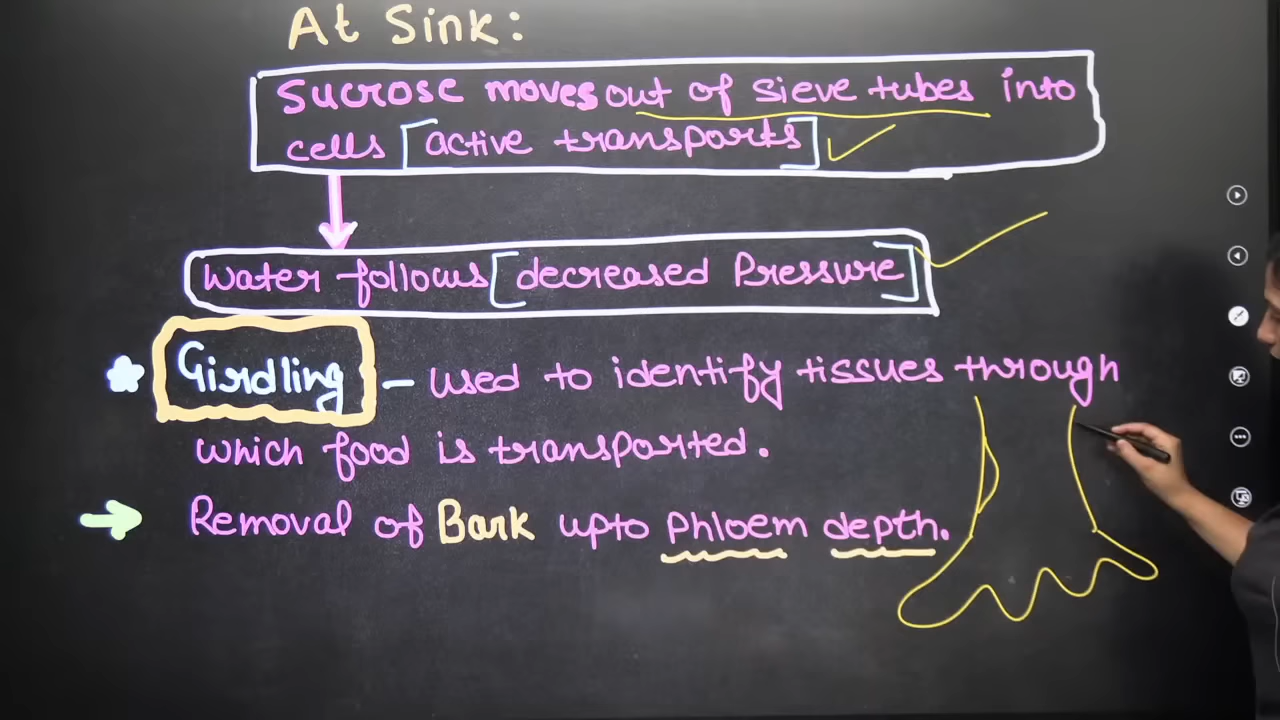 At Sink:
Sucrose moves out of sieve tubes into
cells [active transports]
Water follows [decreased Pressure]
Girdling - used to identify tissues through
which food is transported.
Removal of Bark upto Phloem depth.